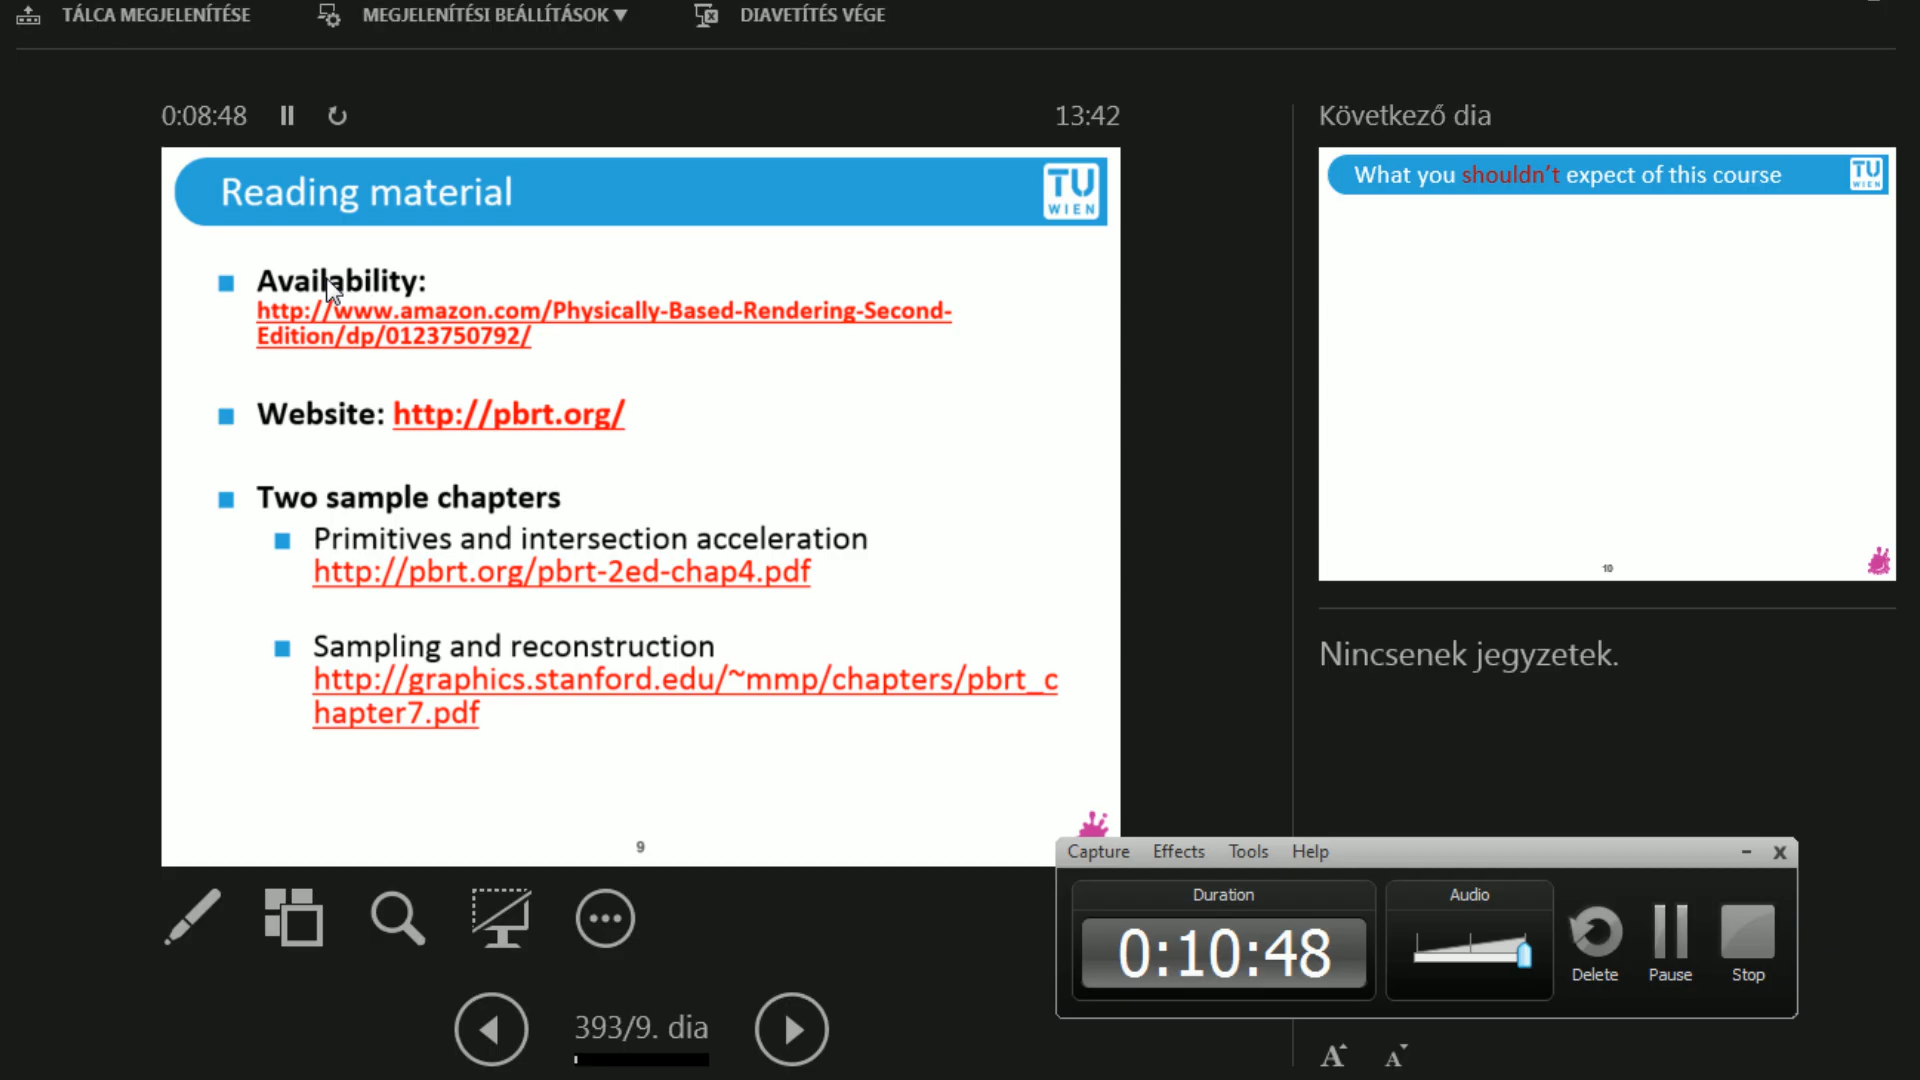 TÁLCA MEGJELENÍTÉSE MEGJELENÍTÉSI BEÁLLÍTÁSOK ▼ DIAVETÍTÉS VÉGE
0:08:48 13:42
Következő dia
Reading material
TU
WIEN
Availability:
http://www.amazon.com/Physically-Based-Rendering-Second-
Edition/dp/0123750792/
Website: http://pbrt.org/
Two sample chapters
Primitives and intersection acceleration
http://pbrt.org/pbrt-2ed-chap4.pdf
Sampling and reconstruction
http://graphics.stanford.edu/~mmp/chapters/pbrt_c
hapter7.pdf
9
What you shouldn't expect of this course
TU
WIEN
10
Nincsenek jegyzetek.
Capture Effects Tools Help
Duration
0:10:48
Audio
Delete Pause Stop
393/9. dia
A A